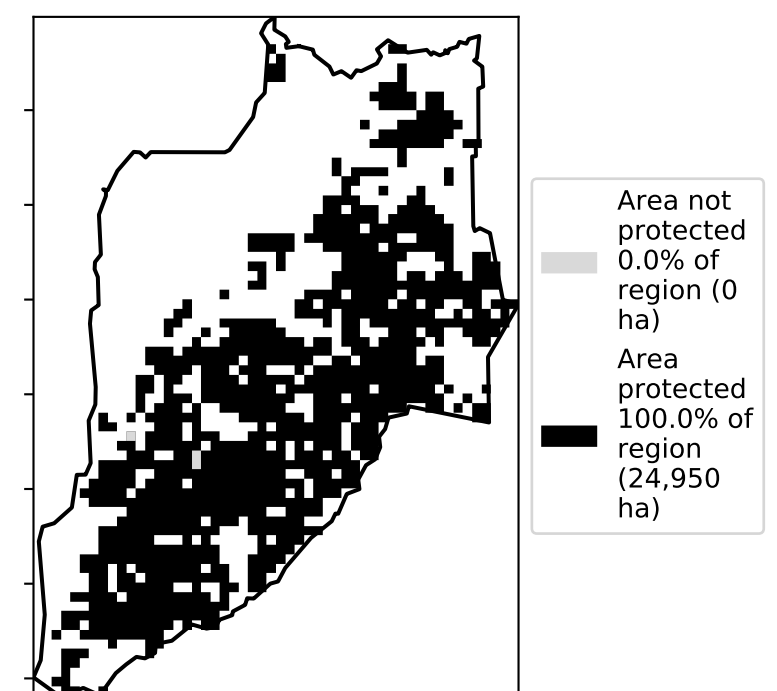 Area not
protected
0.0% of
region (0
ha)
Area
protected
100.0% of
region
(24,950
ha)